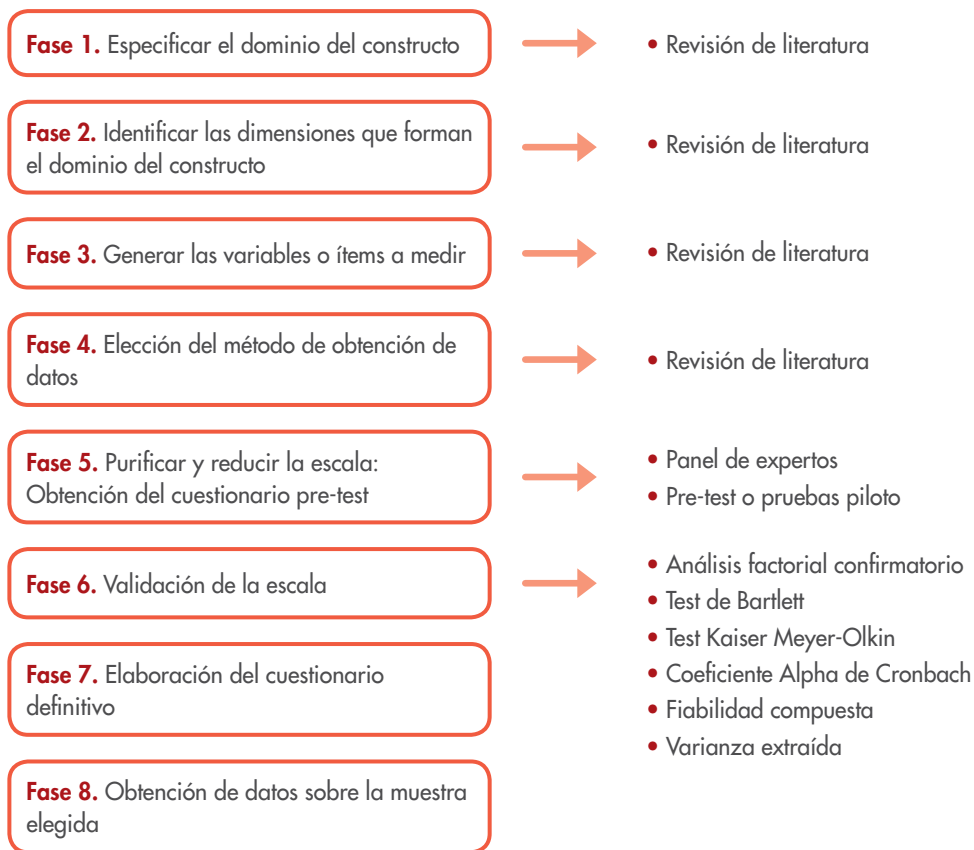 Fase 1. Especificar el dominio del constructo
• Revisión de literatura
Fase 2. Identificar las dimensiones que forman
el dominio del constructo
• Revisión de literatura
Fase 3. Generar las variables o ítems a medir
• Revisión de literatura
Fase 4. Elección del método de obtención de
datos
• Revisión de literatura
Fase 5. Purificar y reducir la escala:
Obtención del cuestionario pre-test
• Panel de expertos
• Pre-test o pruebas piloto
Fase 6. Validación de la escala
• Análisis factorial confirmatorio
• Test de Bartlett
• Test Kaiser Meyer-Olkin
• Coeficiente Alpha de Cronbach
• Fiabilidad compuesta
• Varianza extraída
Fase 7. Elaboración del cuestionario
definitivo
Fase 8. Obtención de datos sobre la muestra
elegida